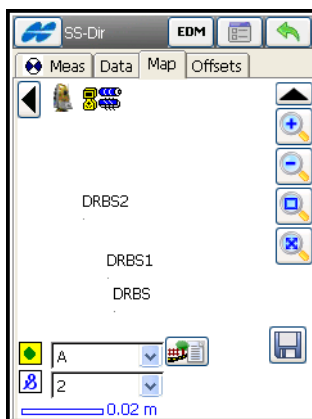 SS-Dir EDM
Meas Data Map Offsets
DRBS2
DRBS1
DRBS
A
2
0.02 m